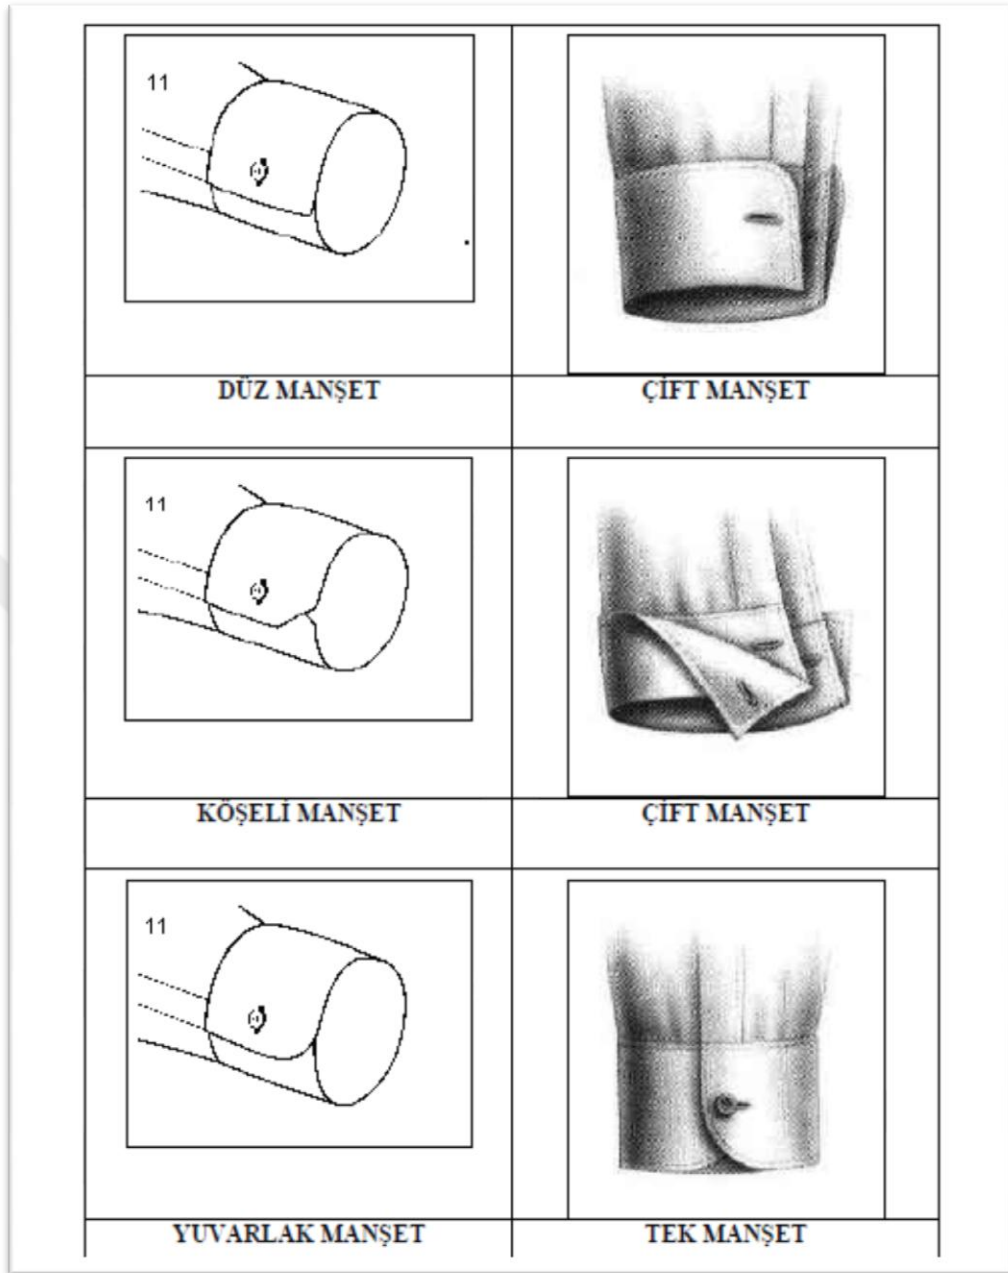 11
DÜZ MANŞET
ÇİFT MANŞET
11
KÖŞELİ MANŞET
ÇİFT MANŞET
11
YUVARLAK MANŞET
TEK MANŞET